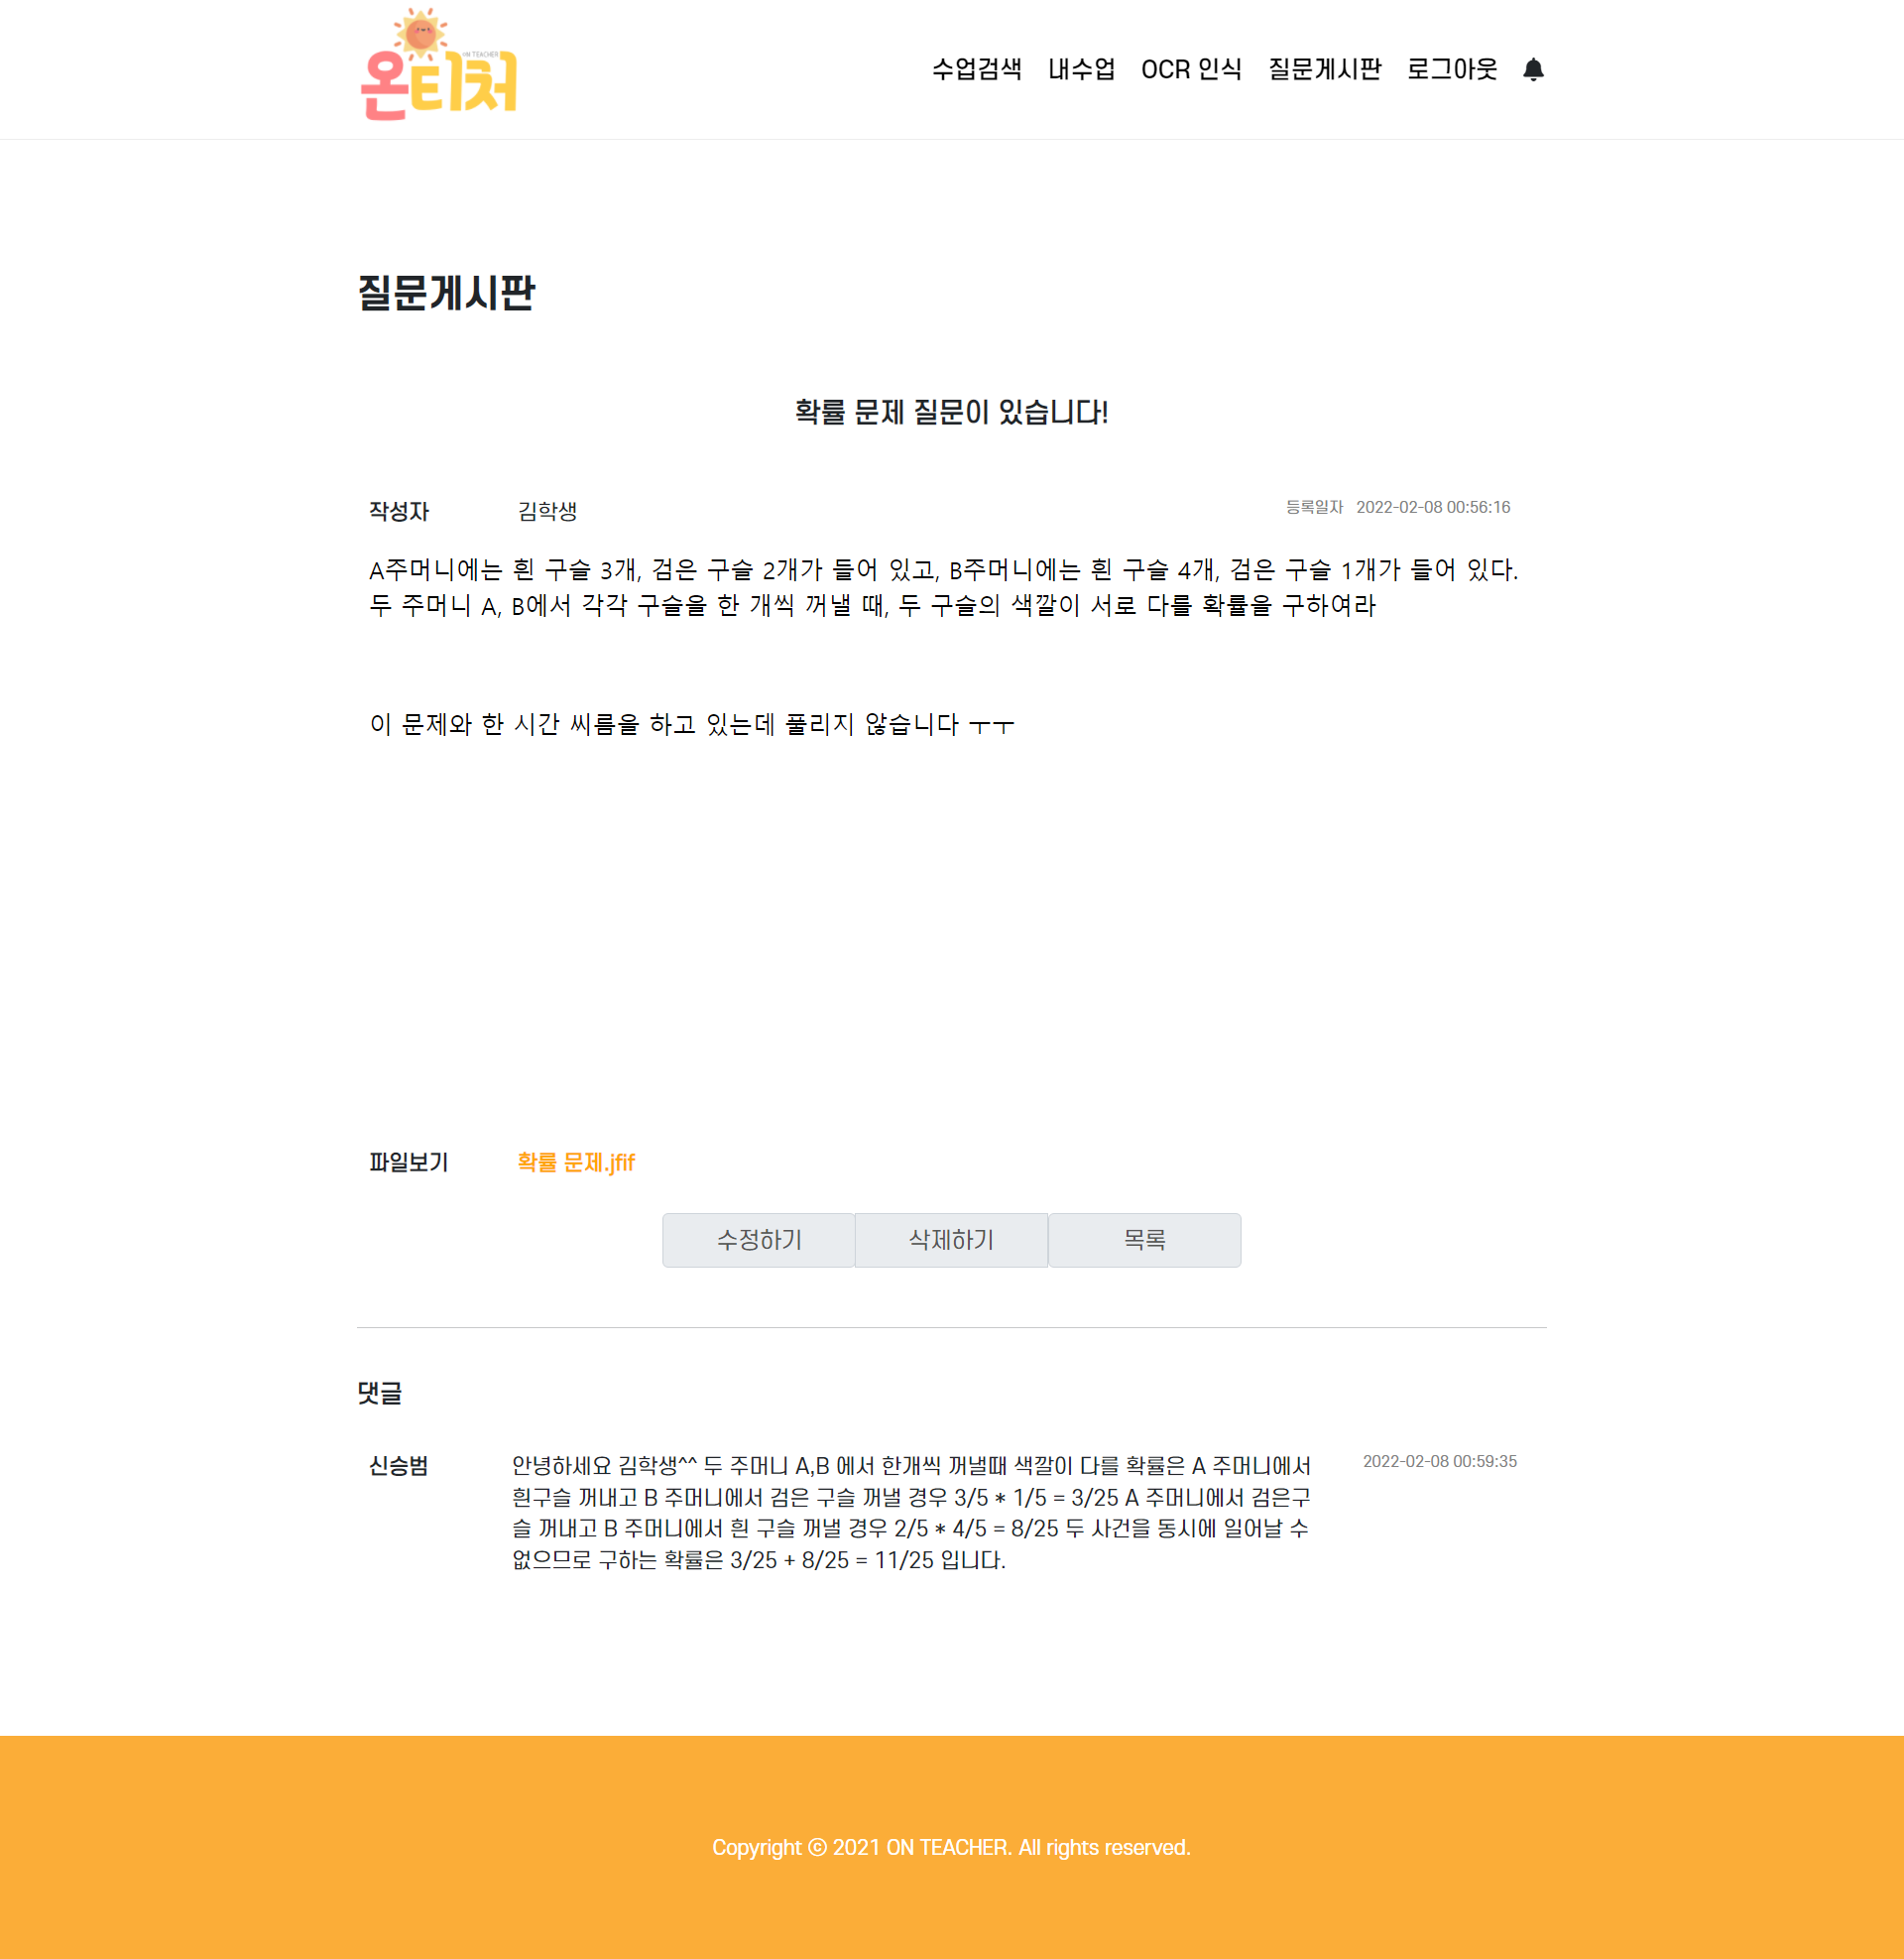 ON TEACHER
온티처
수업검색 내수업 OCR 인식 질문게시판 로그아웃
질문게시판
확률 문제 질문이 있습니다!
작성자 김학생 등록일자 2022-02-08 00:56:16
A주머니에는 흰 구슬 3개, 검은 구슬 2개가 들어 있고, B주머니에는 흰 구슬 4개, 검은 구슬 1개가 들어 있다.
두 주머니 A, B에서 각각 구슬을 한 개씩 꺼낼 때, 두 구슬의 색깔이 서로 다를 확률을 구하여라
이 문제와 한 시간 씨름을 하고 있는데 풀리지 않습니다 ㅜㅜ
파일보기 확률 문제.jfif
수정하기 삭제하기 목록
댓글
신승범 안녕하세요 김학생^^ 두 주머니 A,B 에서 한개씩 꺼낼때 색깔이 다를 확률은 A 주머니에서 2022-02-08 00:59:35
흰구슬 꺼내고 B 주머니에서 검은 구슬 꺼낼 경우 3/5 * 1/5 = 3/25 A 주머니에서 검은구
슬 꺼내고 B 주머니에서 흰 구슬 꺼낼 경우 2/5 * 4/5 = 8/25 두 사건을 동시에 일어날 수
없으므로 구하는 확률은 3/25 + 8/25 = 11/25 입니다.
Copyright ⓒ 2021 ON TEACHER. All rights reserved.